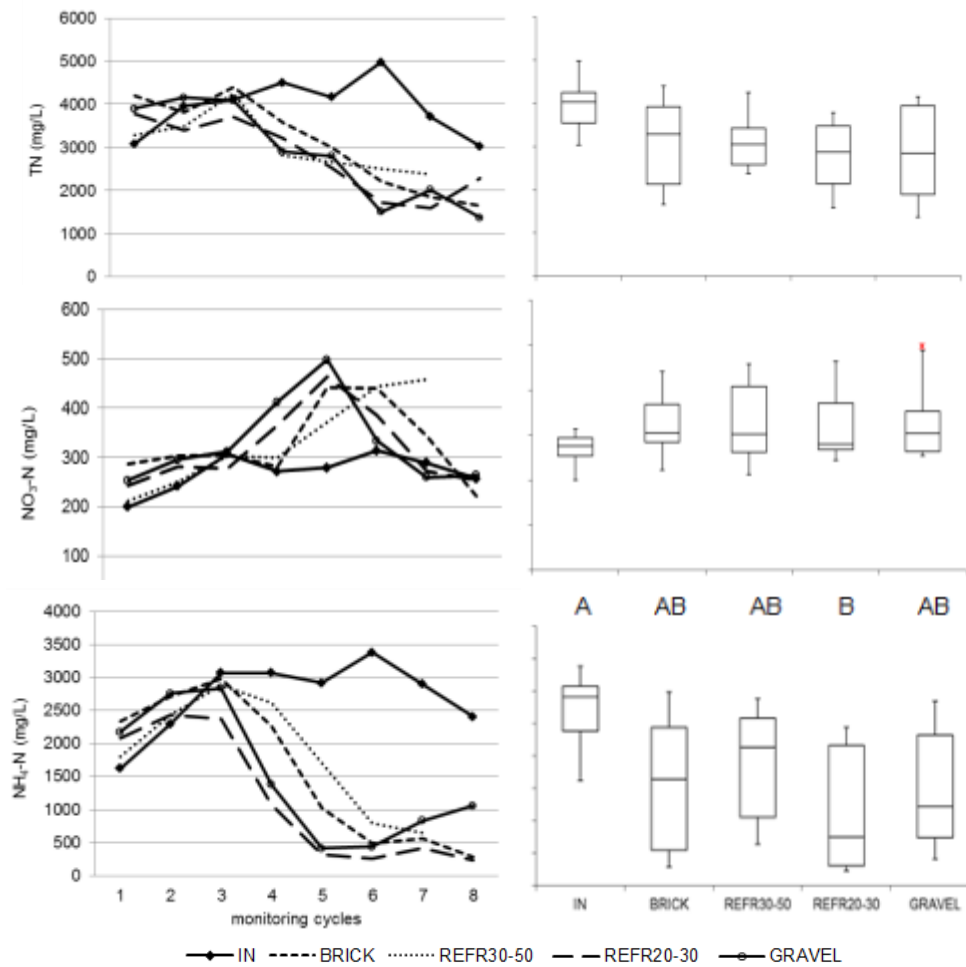 6000
5000
4000
3000
2000
1000
0
TN (mg/L)
600
500
400
300
200
100
NO₃-N (mg/L)
A AB AB B AB
4000
3500
3000
2500
2000
1500
1000
500
0
NH₄-N (mg/L)
1 2 3 4 5 6 7 8
monitoring cycles
IN BRICK REFR30-50 REFR20-30 GRAVEL
IN BRICK REFR30-50 REFR20-30 GRAVEL